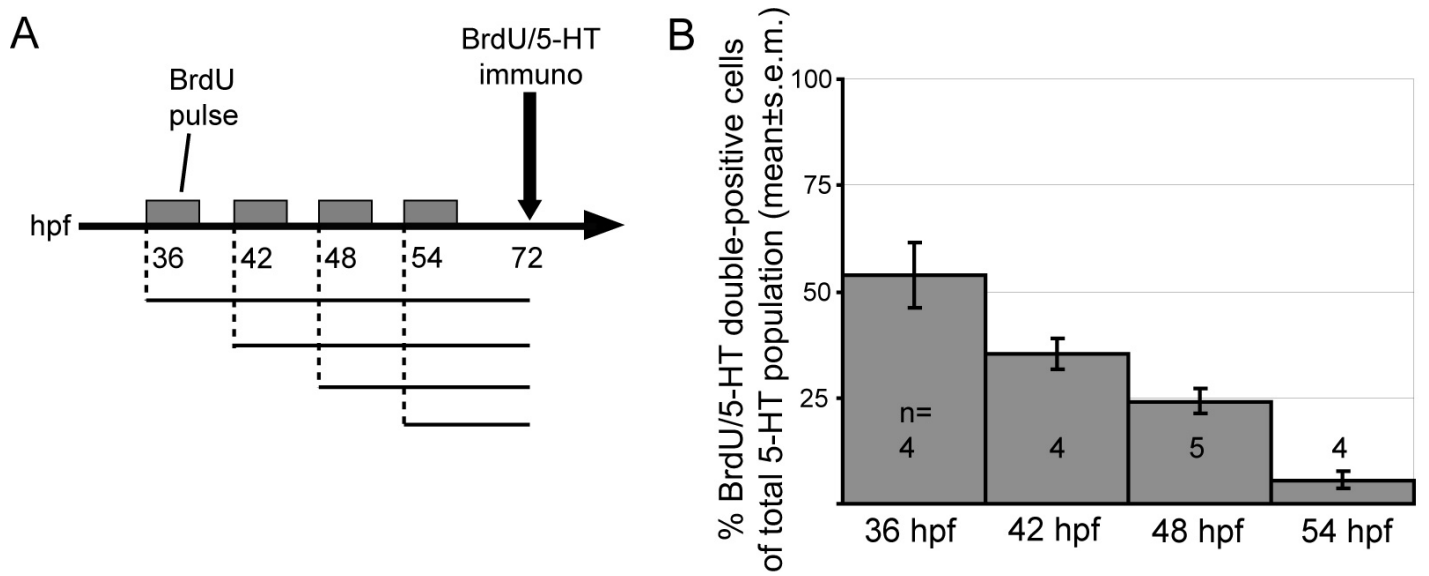 A
BrdU
pulse
BrdU/5-HT
immuno
hpf
36 42 48 54 72
B
% BrdU/5-HT double-positive cells
of total 5-HT population (mean±s.e.m.)
100
75
50
25
n=
4 4 5 4
36 hpf 42 hpf 48 hpf 54 hpf